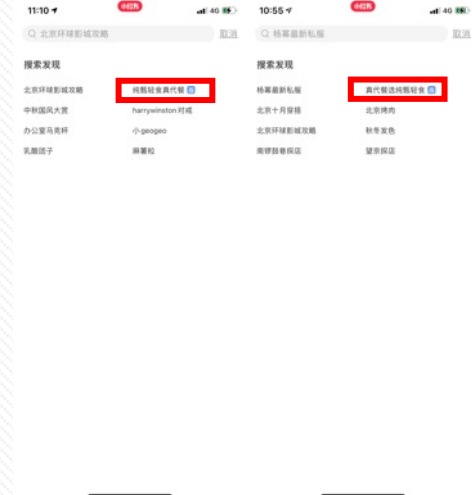 11:10
小红书
4G
北京环球影城攻略
取消
搜索发现
北京环球影城攻略
纯甄轻食真代餐
中秋国风大赏
harrywinston对戒
办公室马克杯
小geogeo
乳酪团子
麻薯粒
10:55
小红书
4G
杨幂最新私服
取消
搜索发现
杨幂最新私服
真代餐选纯甄轻食
北京十月穿搭
北京烤肉
北京环球影城攻略
秋冬发色
南锣鼓巷探店
望京探店